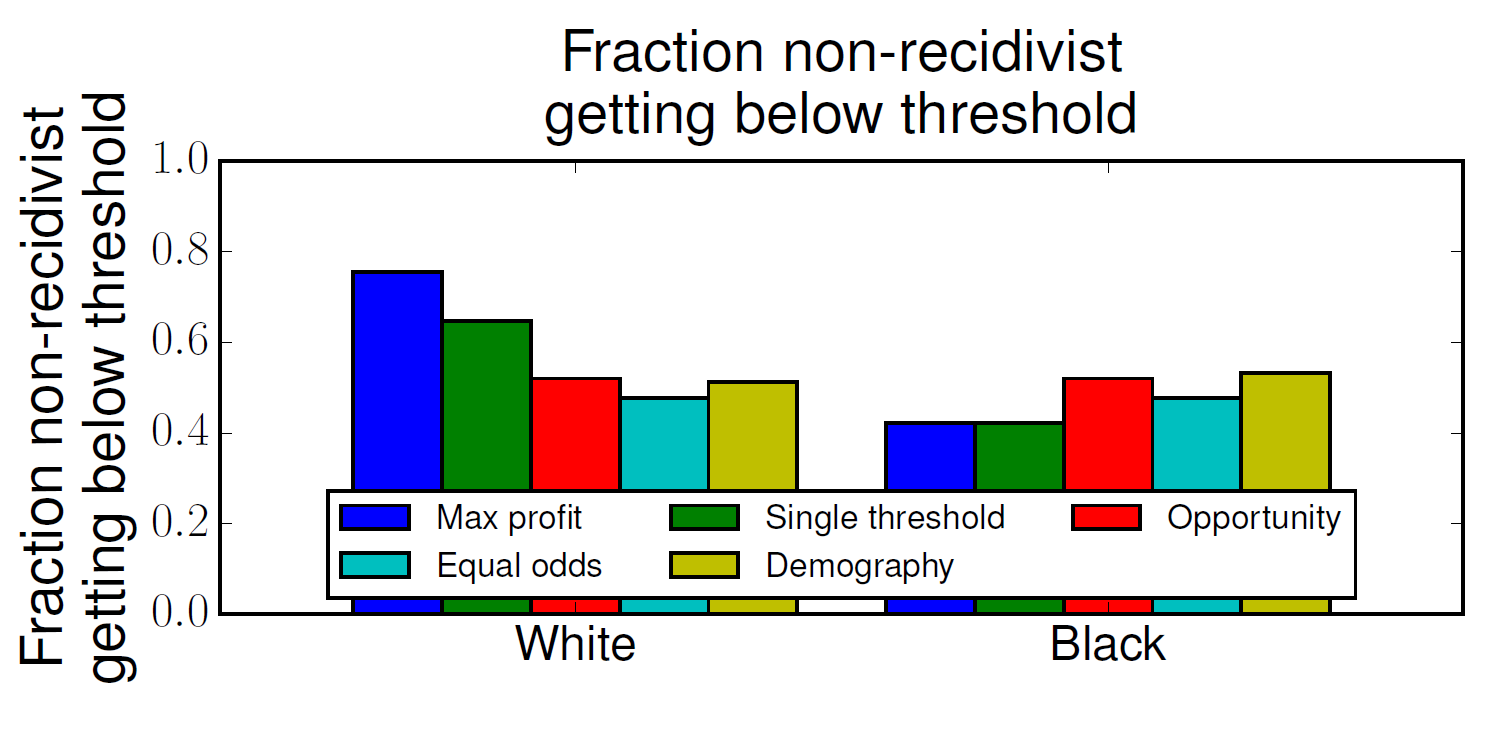 Fraction non-recidivist
getting below threshold
Fraction non-recidivist
getting below threshold
1.0
0.8
0.6
0.4
0.2
0.0
Max profit
Single threshold
Opportunity
Equal odds
Demography
White
Black